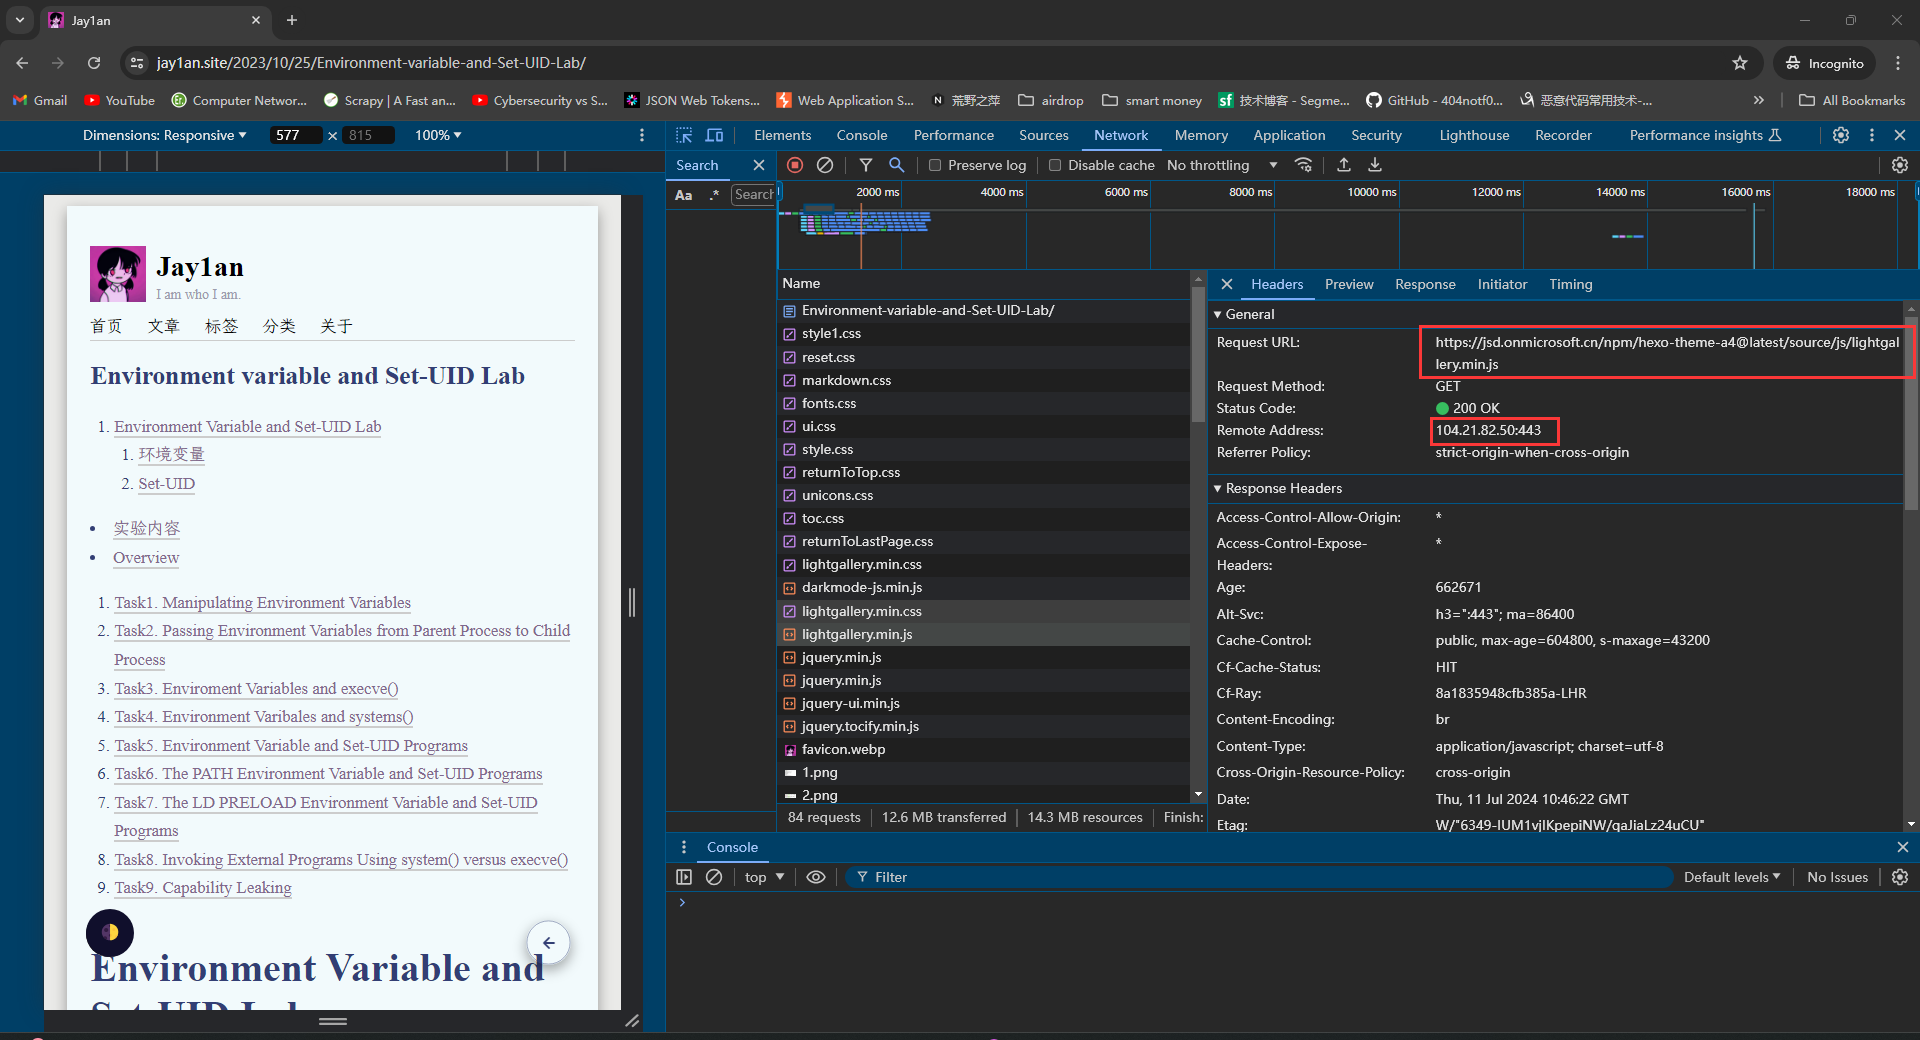 Jay1an
jay1an.site/2023/10/25/Environment-variable-and-Set-UID-Lab/
Incognito
Gmail
YouTube
Computer Networ...
Scrapy | A Fast an...
Cybersecurity vs S...
JSON Web Tokens...
Web Application S...
荒野之萍
airdrop
smart money
技术博客 - Segme...
GitHub - 404notf0...
恶意代码常用技术-...
All Bookmarks
Dimensions: Responsive
577 × 815
100%
Elements
Console
Performance
Sources
Network
Memory
Application
Security
Lighthouse
Recorder
Performance insights
Search
Preserve log
Disable cache
No throttling
Aa .* Search
2000 ms
4000 ms
6000 ms
8000 ms
10000 ms
12000 ms
14000 ms
16000 ms
18000 ms
Jay1an
I am who I am.
首页 文章 标签 分类 关于
Environment variable and Set-UID Lab
1. Environment Variable and Set-UID Lab
1. 环境变量
2. Set-UID
• 实验内容
• Overview
1. Task1. Manipulating Environment Variables
2. Task2. Passing Environment Variables from Parent Process to Child
Process
3. Task3. Enviroment Variables and execve()
4. Task4. Environment Varibales and systems()
5. Task5. Environment Variable and Set-UID Programs
6. Task6. The PATH Environment Variable and Set-UID Programs
7. Task7. The LD PRELOAD Environment Variable and Set-UID
Programs
8. Task8. Invoking External Programs Using system() versus execve()
9. Task9. Capability Leaking
Environment Variable and
Set-UID Lab
Name
Environment-variable-and-Set-UID-Lab/
style1.css
reset.css
markdown.css
fonts.css
ui.css
style.css
returnToTop.css
unicons.css
toc.css
returnToLastPage.css
lightgallery.min.css
darkmode-js.min.js
lightgallery.min.css
lightgallery.min.js
jquery.min.js
jquery.min.js
jquery-ui.min.js
jquery.tocify.min.js
favicon.webp
1.png
2.png
84 requests
12.6 MB transferred
14.3 MB resources
Finish:
Headers
Preview
Response
Initiator
Timing
General
Request URL: https://jsd.onmicrosoft.cn/npm/hexo-theme-a4@latest/source/js/lightgal
lery.min.js
Request Method: GET
Status Code: 200 OK
Remote Address: 104.21.82.50:443
Referrer Policy: strict-origin-when-cross-origin
Response Headers
Access-Control-Allow-Origin: *
Access-Control-Expose- *
Headers:
Age: 662671
Alt-Svc: h3=":443"; ma=86400
Cache-Control: public, max-age=604800, s-maxage=43200
Cf-Cache-Status: HIT
Cf-Ray: 8a1835948cfb385a-LHR
Content-Encoding: br
Content-Type: application/javascript; charset=utf-8
Cross-Origin-Resource-Policy: cross-origin
Date: Thu, 11 Jul 2024 10:46:22 GMT
Etag:
Console
top
Filter
Default levels
No Issues